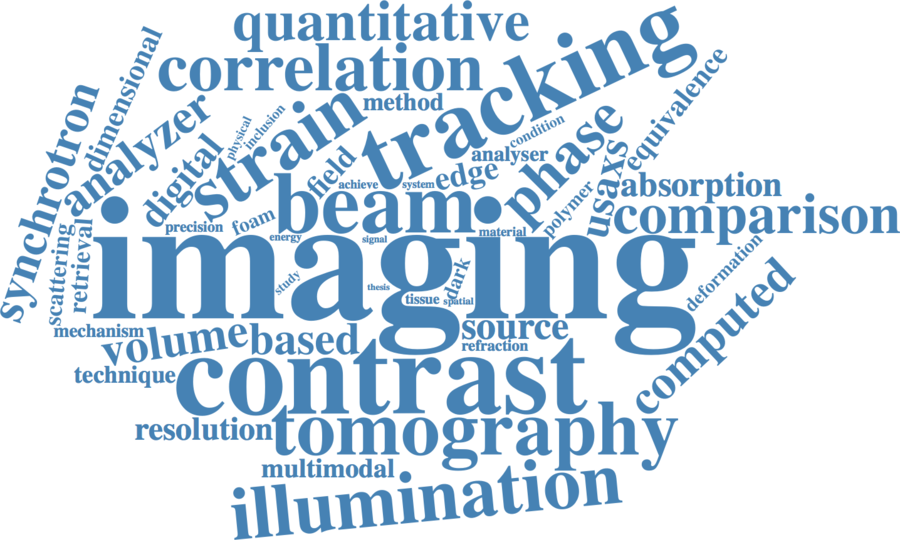 quantitative
correlation
tracking
dimensional
synchrotron
analyzer
physical
inclusion
strain
method
condition
equivalence
digital
field
analyser
phase
usaxs
achieve
system
edge
absorption
polymer
precision
foam
beam
material
comparison
energy
signal
scattering
retrieval
imaging
study
thesis
tissue
spatial
dark
deformation
mechanism
volume
based
source
refraction
computed
technique
contrast
resolution
tomography
multimodal
illumination